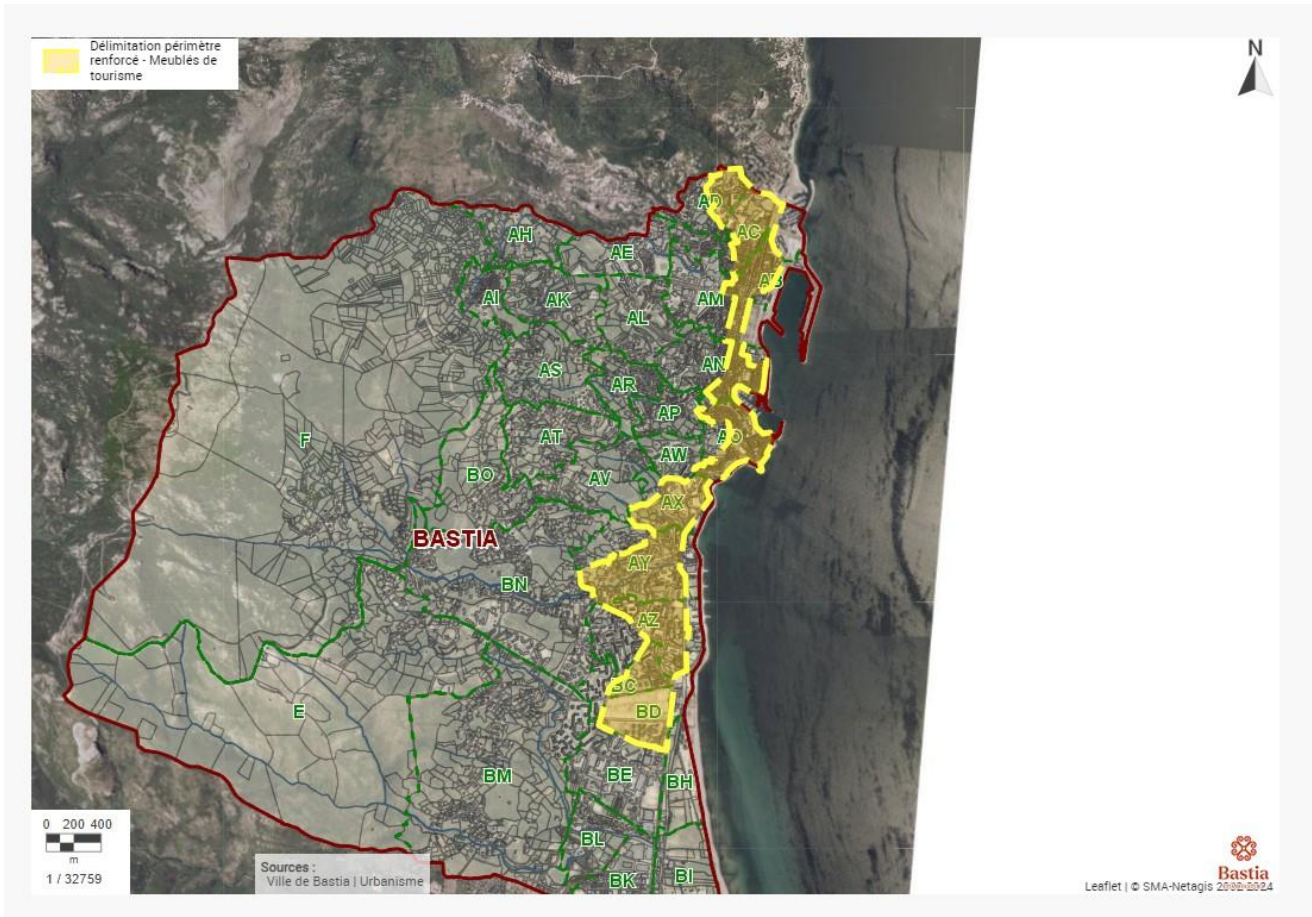 Délimitation périmètre
renforcé - Meublés de
tourisme
N
AD
AC
AH
AE
AB
AI
AK
AM
AL
AN
AS
AR
AP
F
AT
AO
AW
BO
AV
AX
BASTIA
AY
BN
AZ
BC
E
BD
BM
BE
BH
BL
BK
BI
0 200 400
m
1 / 32759
Sources :
Ville de Bastia | Urbanisme
Bastia
Leaflet | © SMA-Netagis 2002-2024